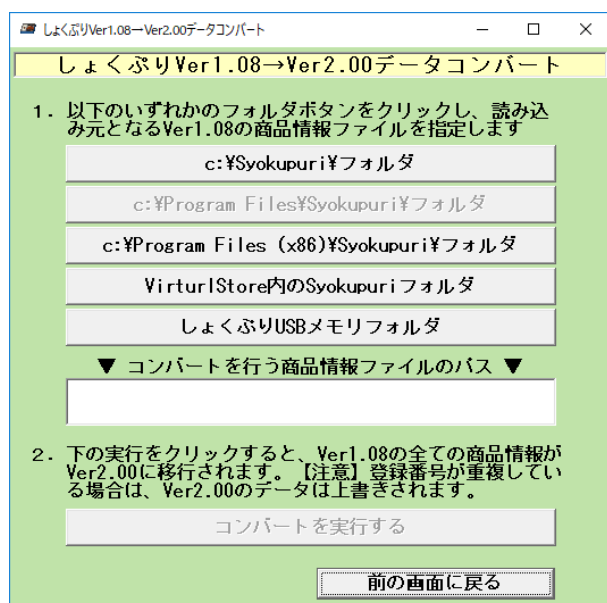 しょくぷりVer1.08→Ver2.00データコンバート
しょくぷりVer1.08→Ver2.00データコンバート
1. 以下のいずれかのフォルダボタンをクリックし、読み込
み元となるVer1.08の商品情報ファイルを指定します
c:¥Syokupuri¥フォルダ
c:¥Program Files¥Syokupuri¥フォルダ
c:¥Program Files (x86)¥Syokupuri¥フォルダ
VirturlStore内のSyokupuriフォルダ
しょくぷりUSBメモリフォルダ
▼ コンバートを行う商品情報ファイルのパス ▼
2. 下の実行をクリックすると、Ver1.08の全ての商品情報が
Ver2.00に移行されます。【注意】登録番号が重複してい
る場合は、Ver2.00のデータは上書きされます。
コンバートを実行する
前の画面に戻る